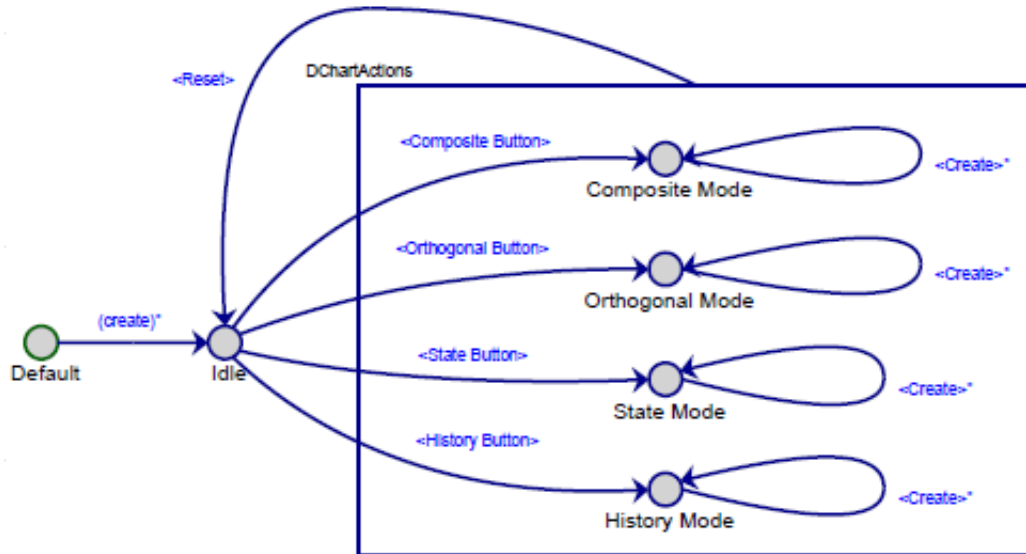 <Reset>
DChartActions
<Composite Button>
<Create>*
Composite Mode
<Orthogonal Button>
<Create>*
Orthogonal Mode
(create)*
Default
Idle
<State Button>
<Create>*
State Mode
<History Button>
<Create>*
History Mode